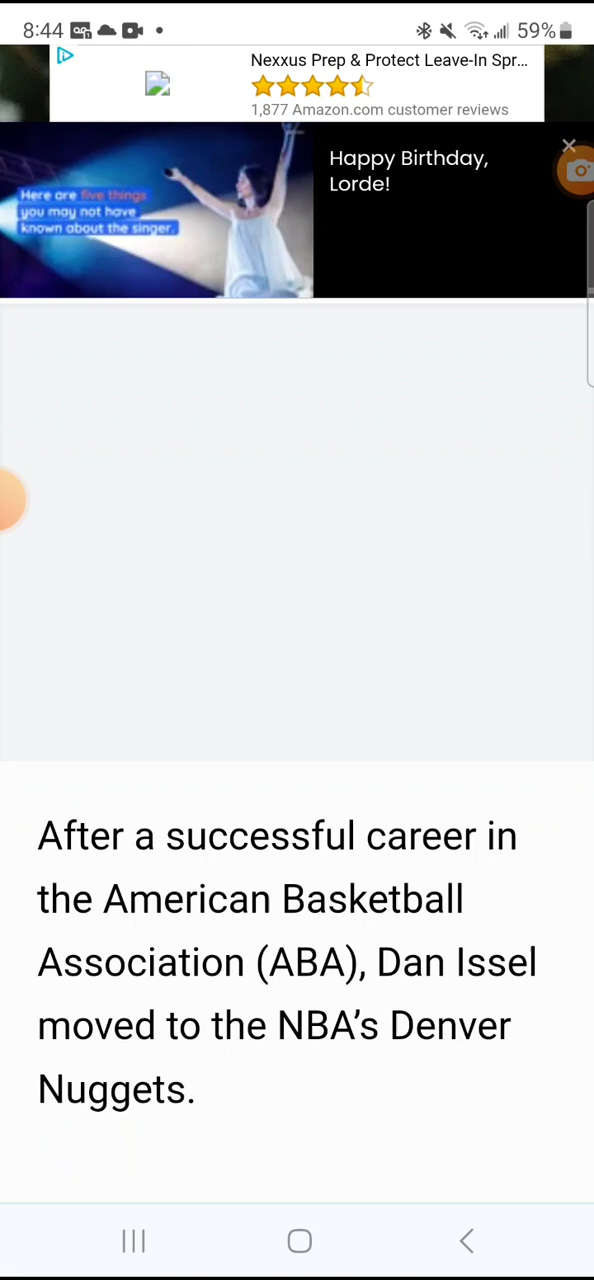 8:44
59%
Nexxus Prep & Protect Leave-In Spr...
1,877 Amazon.com customer reviews
Here are five things
you may not have
known about the singer.
Happy Birthday,
Lorde!
After a successful career in
the American Basketball
Association (ABA), Dan Issel
moved to the NBA’s Denver
Nuggets.